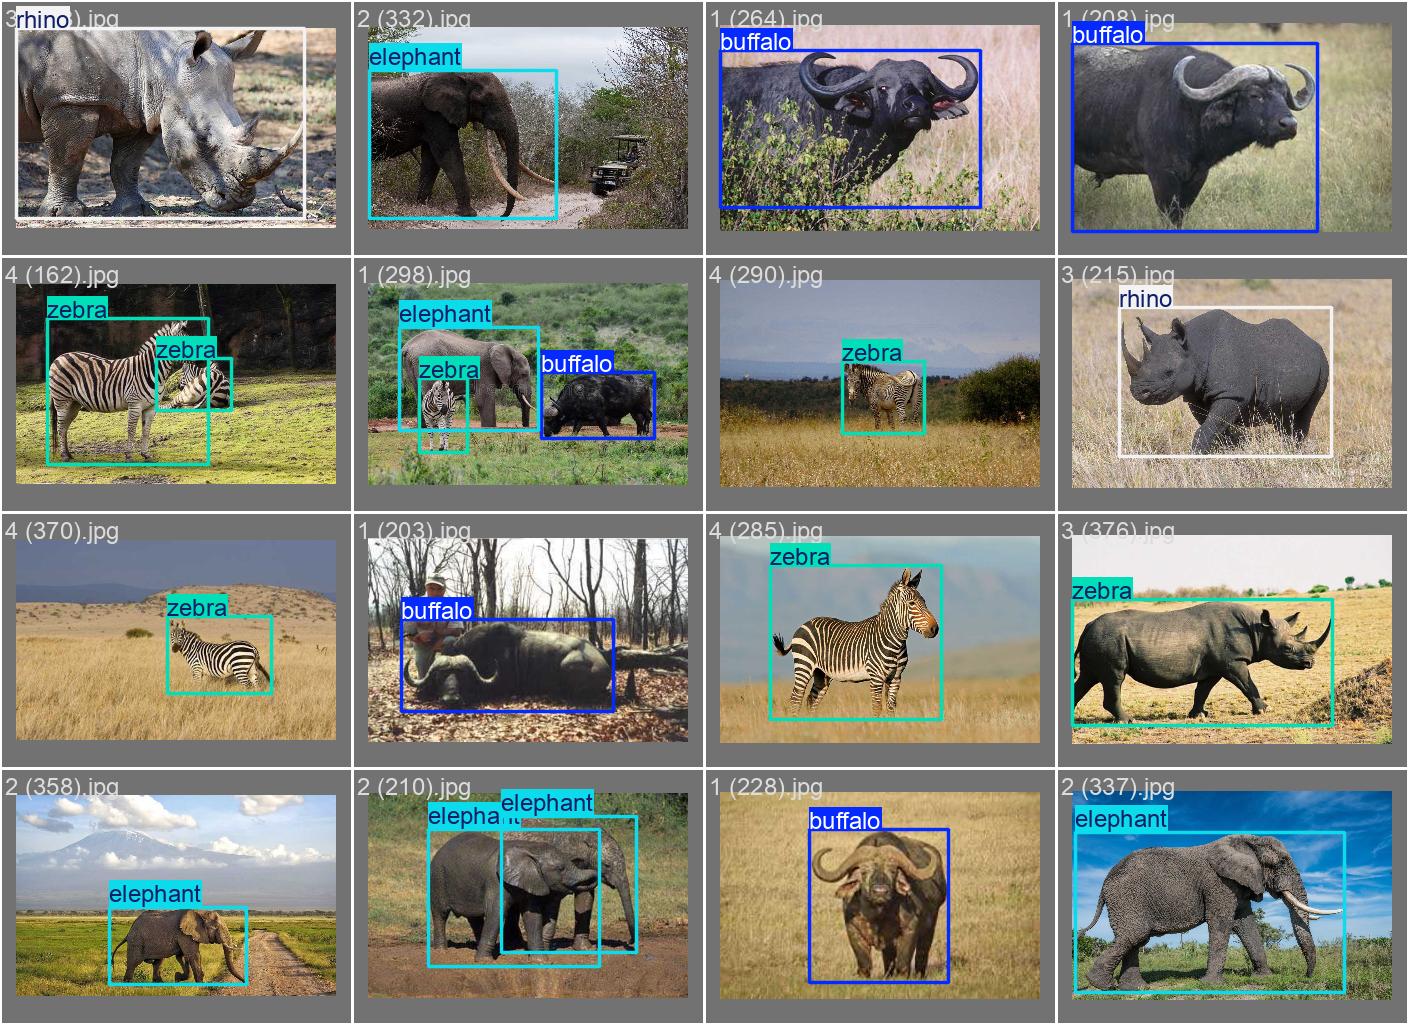 rhino
2 (332).jpg
elephant
1 (264).jpg
buffalo
1 (208).jpg
buffalo
4 (162).jpg
zebra
zebra
1 (298).jpg
elephant
zebra
buffalo
4 (290).jpg
zebra
3 (215).jpg
rhino
4 (370).jpg
zebra
1 (203).jpg
buffalo
4 (285).jpg
zebra
3 (376).jpg
zebra
2 (358).jpg
elephant
2 (210).jpg
elephant
elephant
1 (228).jpg
buffalo
2 (337).jpg
elephant